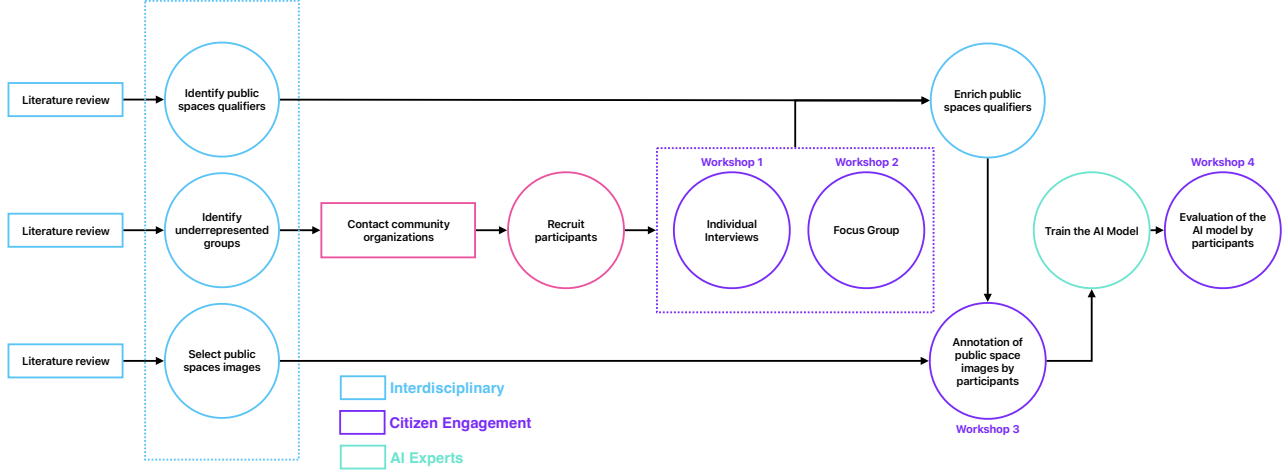 Literature review
Identify public
spaces qualifiers
Enrich public
spaces qualifiers
Workshop 1
Workshop 2
Workshop 4
Literature review
Identify
underrepresented
groups
Contact community
organizations
Recruit
participants
Individual
Interviews
Focus Group
Train the AI Model
Evaluation of the
AI model by
participants
Literature review
Select public
spaces images
Annotation of
public space
images by
participants
Workshop 3
Interdisciplinary
Citizen Engagement
AI Experts